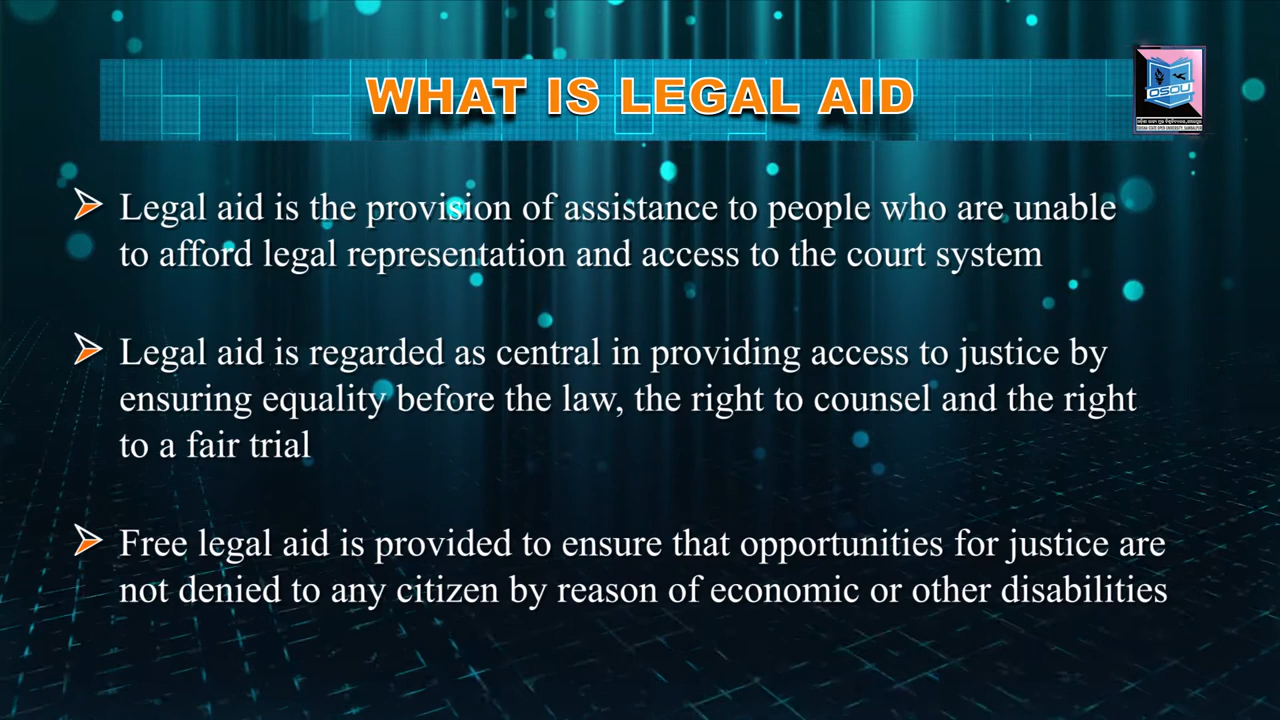 WHAT IS LEGAL AID
OSOU
Legal aid is the provision of assistance to people who are unable
to afford legal representation and access to the court system
Legal aid is regarded as central in providing access to justice by
ensuring equality before the law, the right to counsel and the right
to a fair trial
Free legal aid is provided to ensure that opportunities for justice are
not denied to any citizen by reason of economic or other disabilities